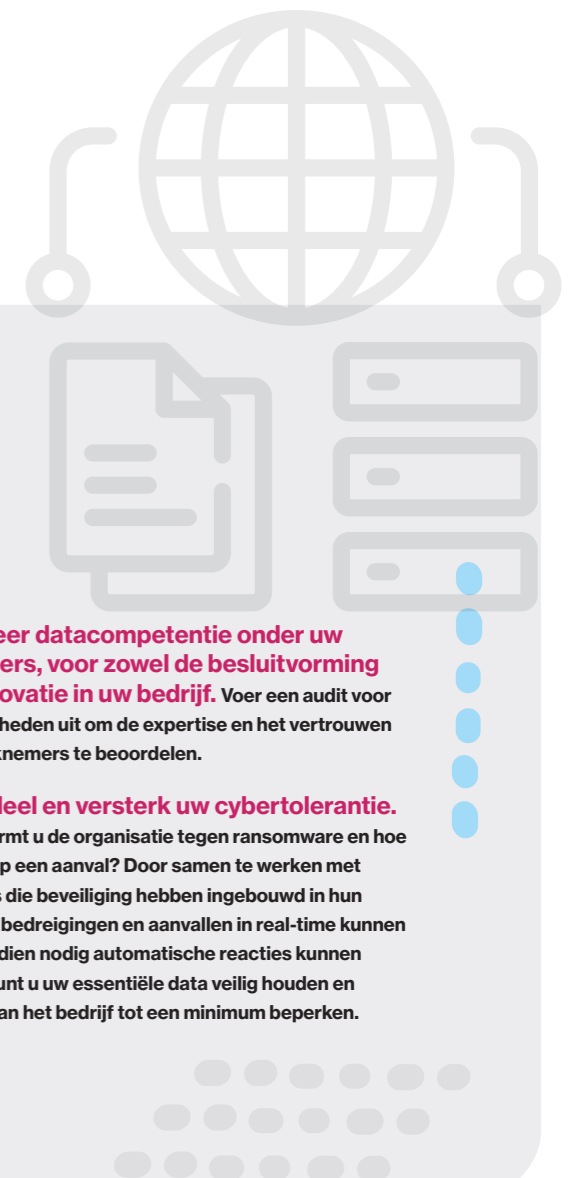 eer datacompetentie onder uw
ers, voor zowel de besluitvorming
ovatie in uw bedrijf. Voer een audit voor
heden uit om de expertise en het vertrouwen
knemers te beoordelen.
deel en versterk uw cybertolerantie.
rmt u de organisatie tegen ransomware en hoe
p een aanval? Door samen te werken met
s die beveiliging hebben ingebouwd in hun
bedreigingen en aanvallen in real-time kunnen
dien nodig automatische reacties kunnen
unt u uw essentiële data veilig houden en
an het bedrijf tot een minimum beperken.